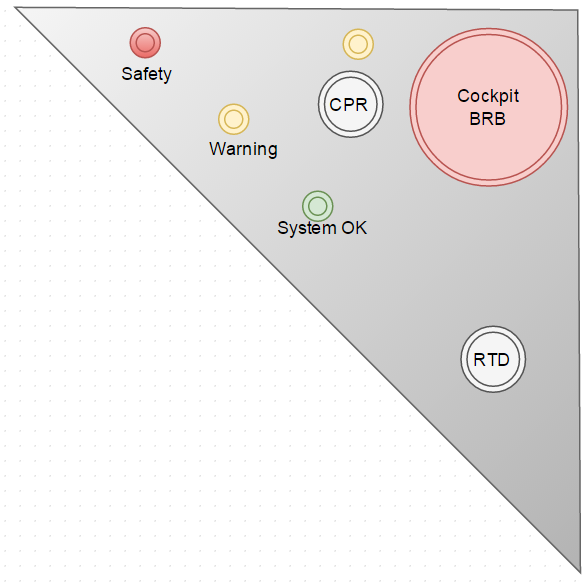 Safety
CPR
Cockpit
BRB
Warning
System OK
RTD